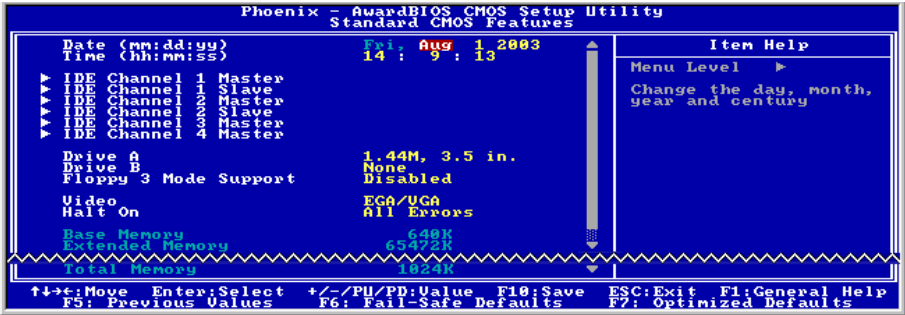 Phoenix - AwardBIOS CMOS Setup Utility
Standard CMOS Features
Date (mm:dd:yy) Fri, Aug 1 2003
Time (hh:mm:ss) 14 : 9 : 13
IDE Channel 1 Master
IDE Channel 1 Slave
IDE Channel 2 Master
IDE Channel 2 Slave
IDE Channel 3 Master
IDE Channel 4 Master
Drive A 1.44M, 3.5 in.
Drive B None
Floppy 3 Mode Support Disabled
Video EGA/VGA
Halt On All Errors
Base Memory 640K
Extended Memory 65472K
Total Memory 1024K
Item Help
Menu Level ▶
Change the day, month,
year and century
↑↓→←:Move Enter:Select +/-/PU/PD:Value F10:Save ESC:Exit F1:General Help
F5: Previous Values F6: Fail-Safe Defaults F7: Optimized Defaults